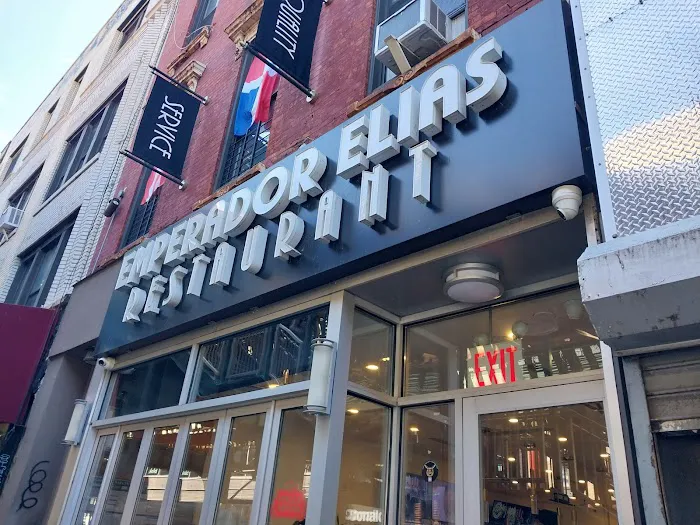 QUALITY
SERVICE
EMPERADOR ELIAS
RESTAURANT
EXIT